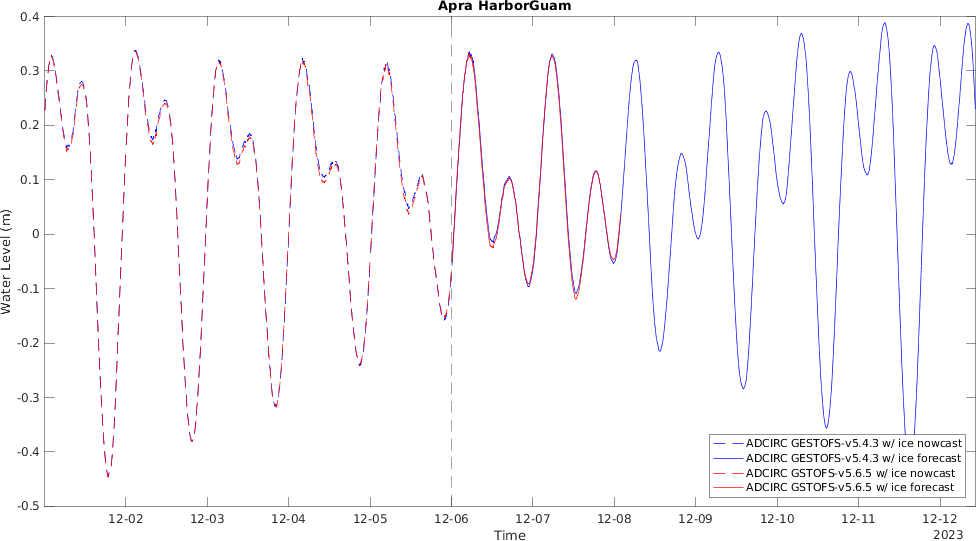 Apra HarborGuam
0.4
0.3
0.2
0.1
0
-0.1
-0.2
-0.3
-0.4
-0.5
Water Level (m)
ADCIRC GESTOFS-v5.4.3 w/ ice nowcast
ADCIRC GESTOFS-v5.4.3 w/ ice forecast
ADCIRC GSTOFS-v5.6.5 w/ ice nowcast
ADCIRC GSTOFS-v5.6.5 w/ ice forecast
12-02 12-03 12-04 12-05 12-06 12-07 12-08 12-09 12-10 12-11 12-12
Time 2023